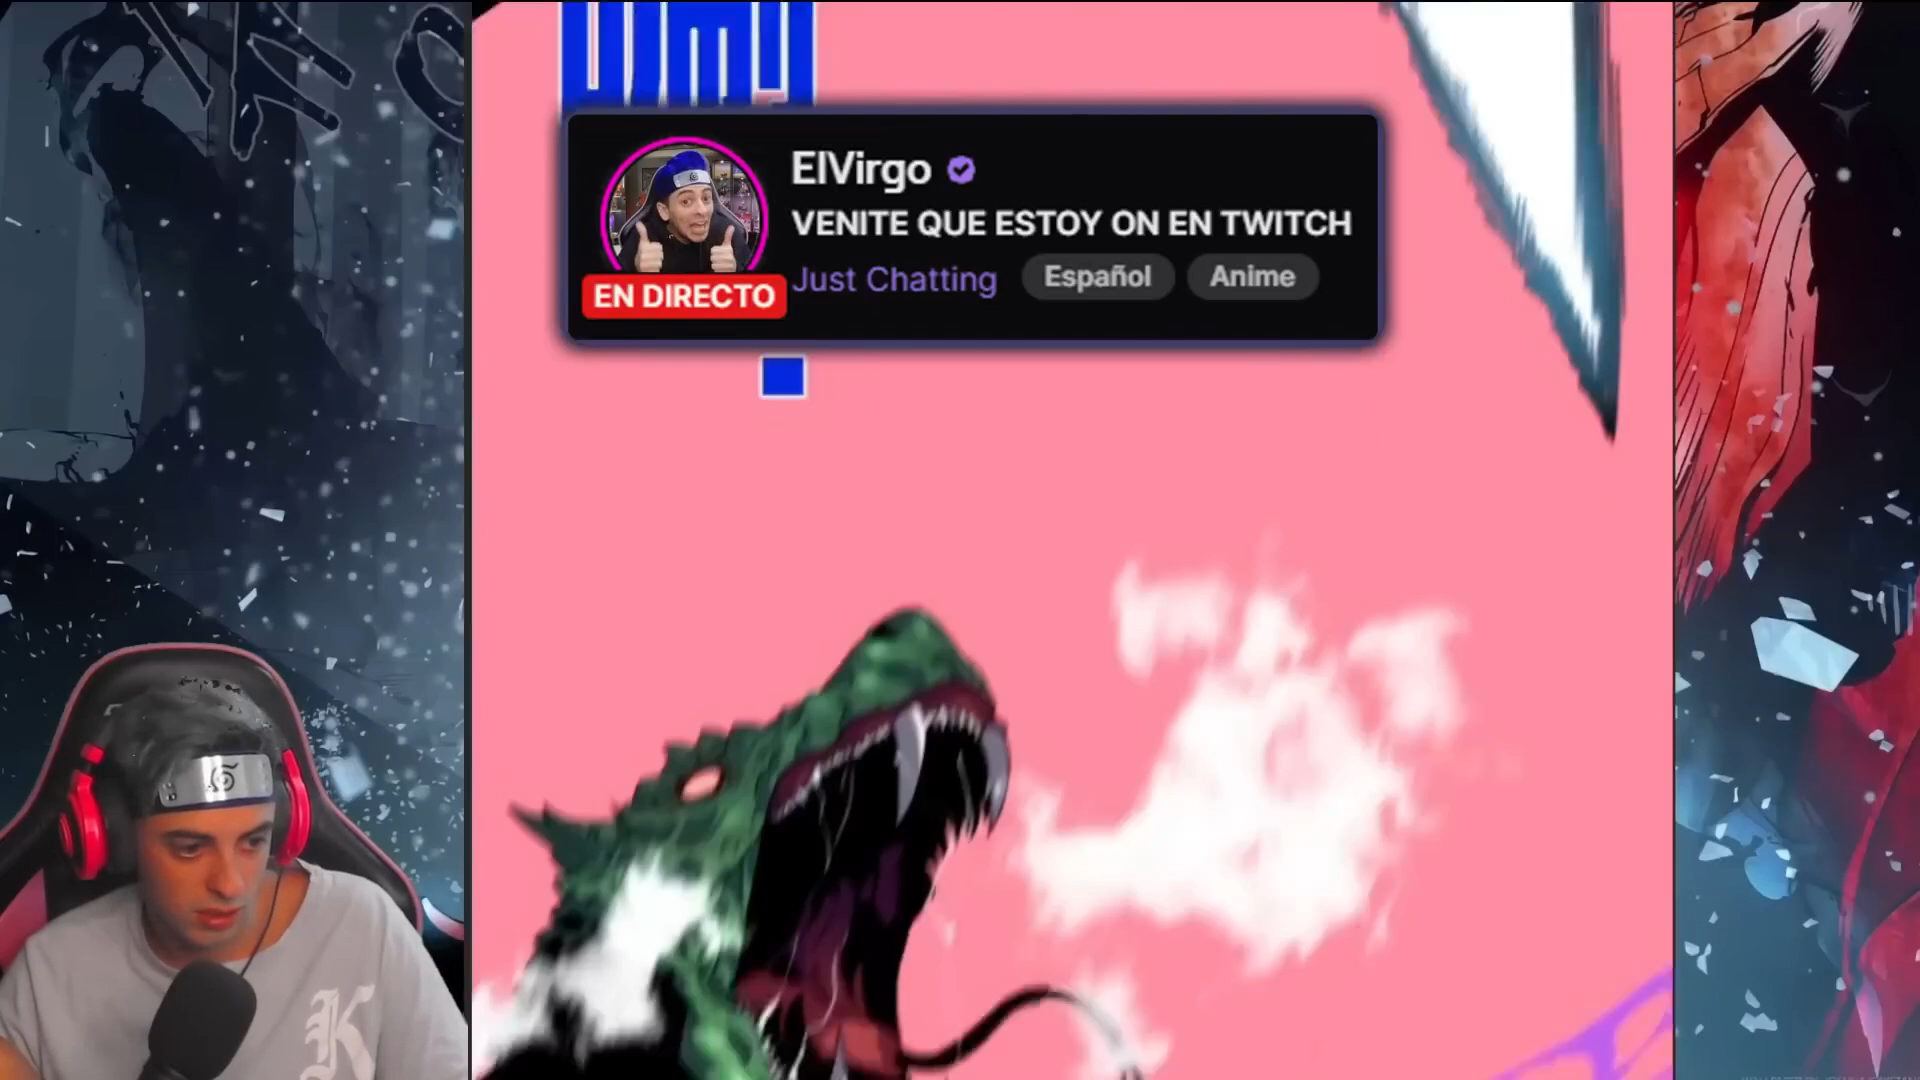 ElVirgo
VENITE QUE ESTOY ON EN TWITCH
Just Chatting Español Anime
EN DIRECTO
K